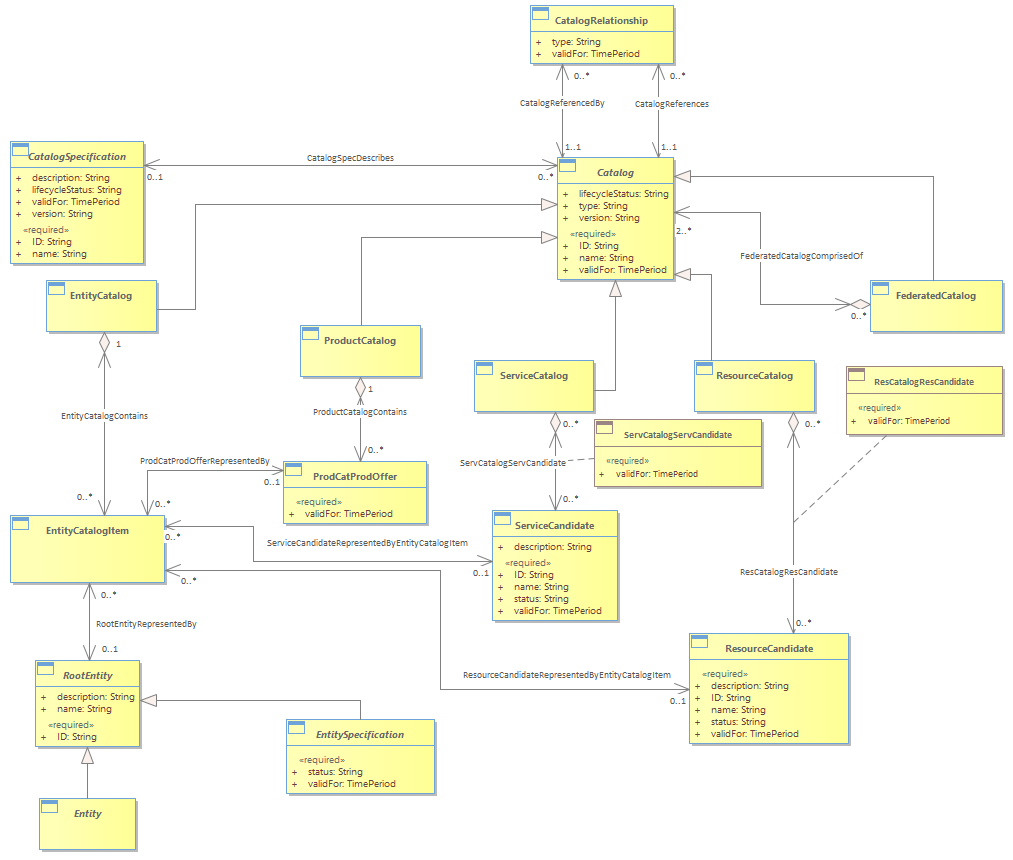 CatalogRelationship
+ type: String
+ validFor: TimePeriod
0..*
0..*
CatalogReferencedBy
CatalogReferences
1..1
1..1
CatalogSpecification
+ description: String
+ lifecycleStatus: String
+ validFor: TimePeriod
+ version: String
«required»
+ ID: String
+ name: String
0..1
CatalogSpecDescribes
0..*
Catalog
+ lifecycleStatus: String
+ type: String
+ version: String
«required»
+ ID: String
+ name: String
+ validFor: TimePeriod
2..*
FederatedCatalogComprisedOf
0..*
FederatedCatalog
EntityCatalog
1
EntityCatalogContains
0..*
ProductCatalog
1
ProductCatalogContains
0..*
ServiceCatalog
0..*
ServCatalogServCandidate
0..*
ResourceCatalog
0..*
ResCatalogResCandidate
«required»
+ validFor: TimePeriod
ServCatalogServCandidate
«required»
+ validFor: TimePeriod
ProdCatProdOfferRepresentedBy
0..1
0..*
ProdCatProdOffer
«required»
+ validFor: TimePeriod
EntityCatalogItem
0..*
ServiceCandidateRepresentedByEntityCatalogItem
0..1
ServiceCandidate
+ description: String
«required»
+ ID: String
+ name: String
+ status: String
+ validFor: TimePeriod
0..*
ResCatalogResCandidate
0..*
0..*
RootEntityRepresentedBy
0..1
ResourceCandidateRepresentedByEntityCatalogItem
0..1
ResourceCandidate
«required»
+ description: String
+ ID: String
+ name: String
+ status: String
+ validFor: TimePeriod
RootEntity
+ description: String
+ name: String
«required»
+ ID: String
EntitySpecification
«required»
+ status: String
+ validFor: TimePeriod
Entity